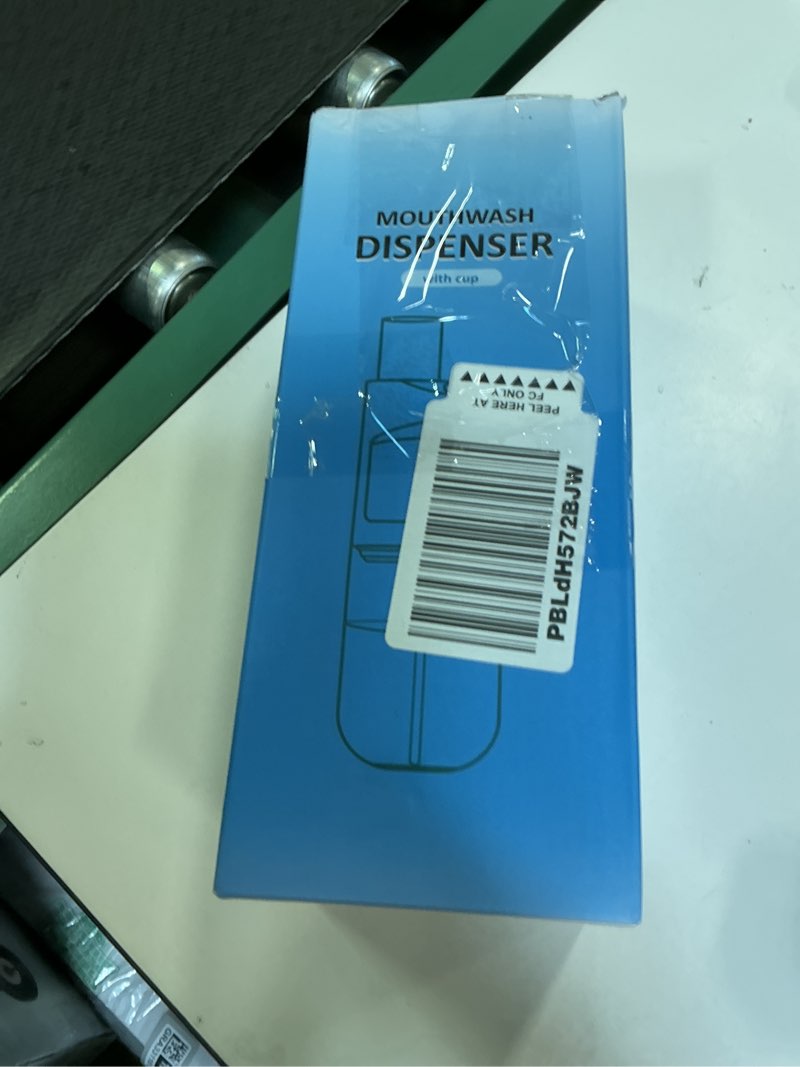 MOUTHWASH
DISPENSER
with cup
PEEL HERE AT
FC ONLY
PBLdH572BJW